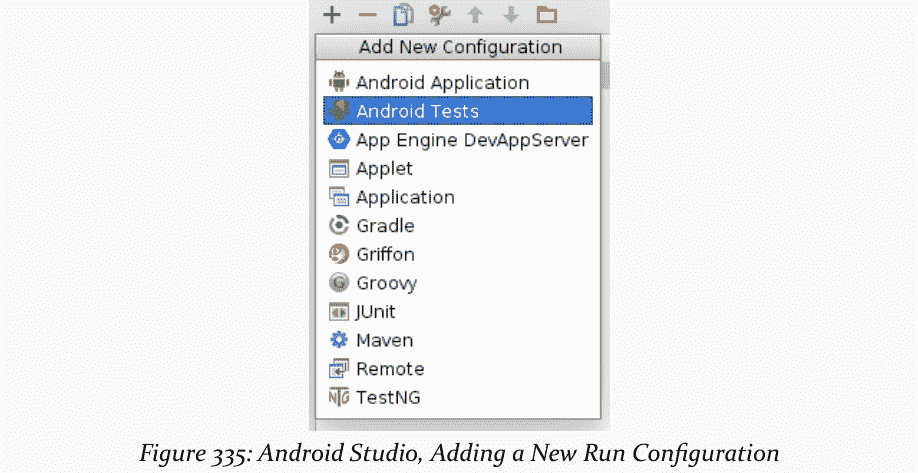 Add New Configuration
Android Application
Android Tests
App Engine DevAppServer
Applet
Application
Gradle
Griffon
Groovy
JUnit
Maven
Remote
TestNG
Figure 335: Android Studio, Adding a New Run Configuration